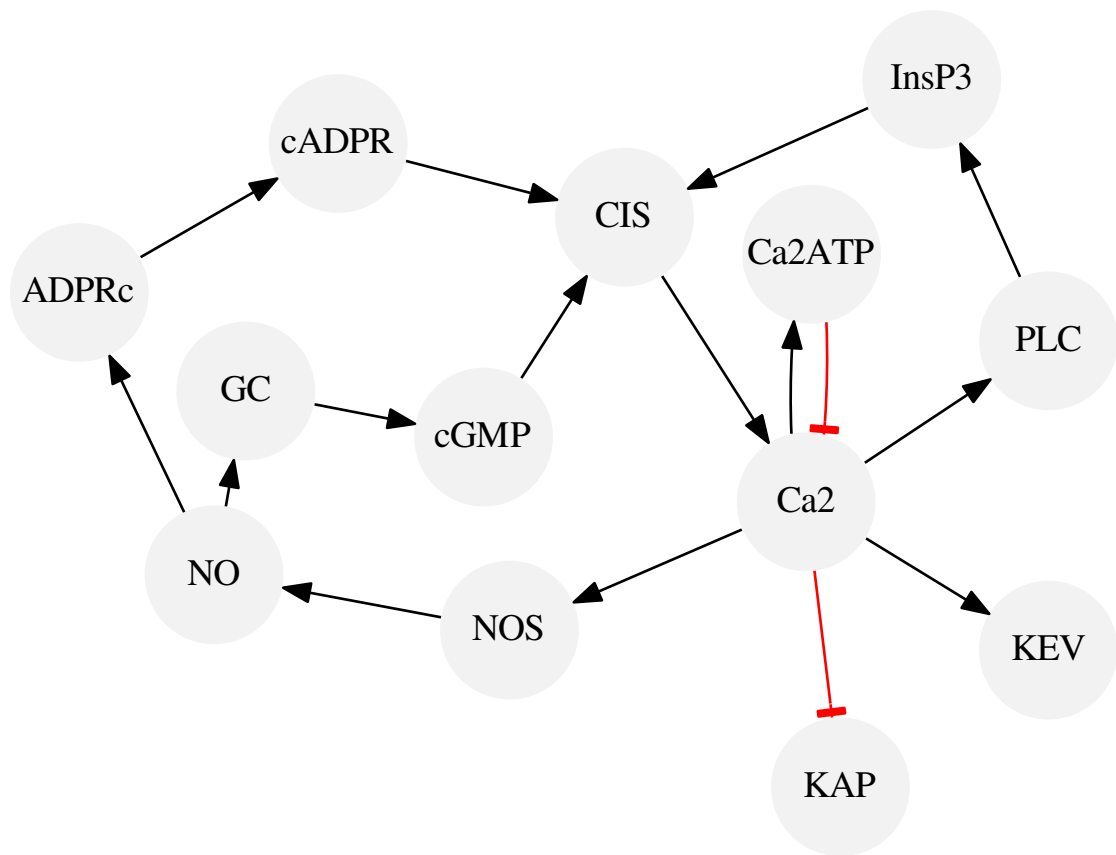 InsP3
cADPR
CIS
Ca2ATP
ADPRc
PLC
GC
cGMP
Ca2
NO
NOS
KEV
KAP